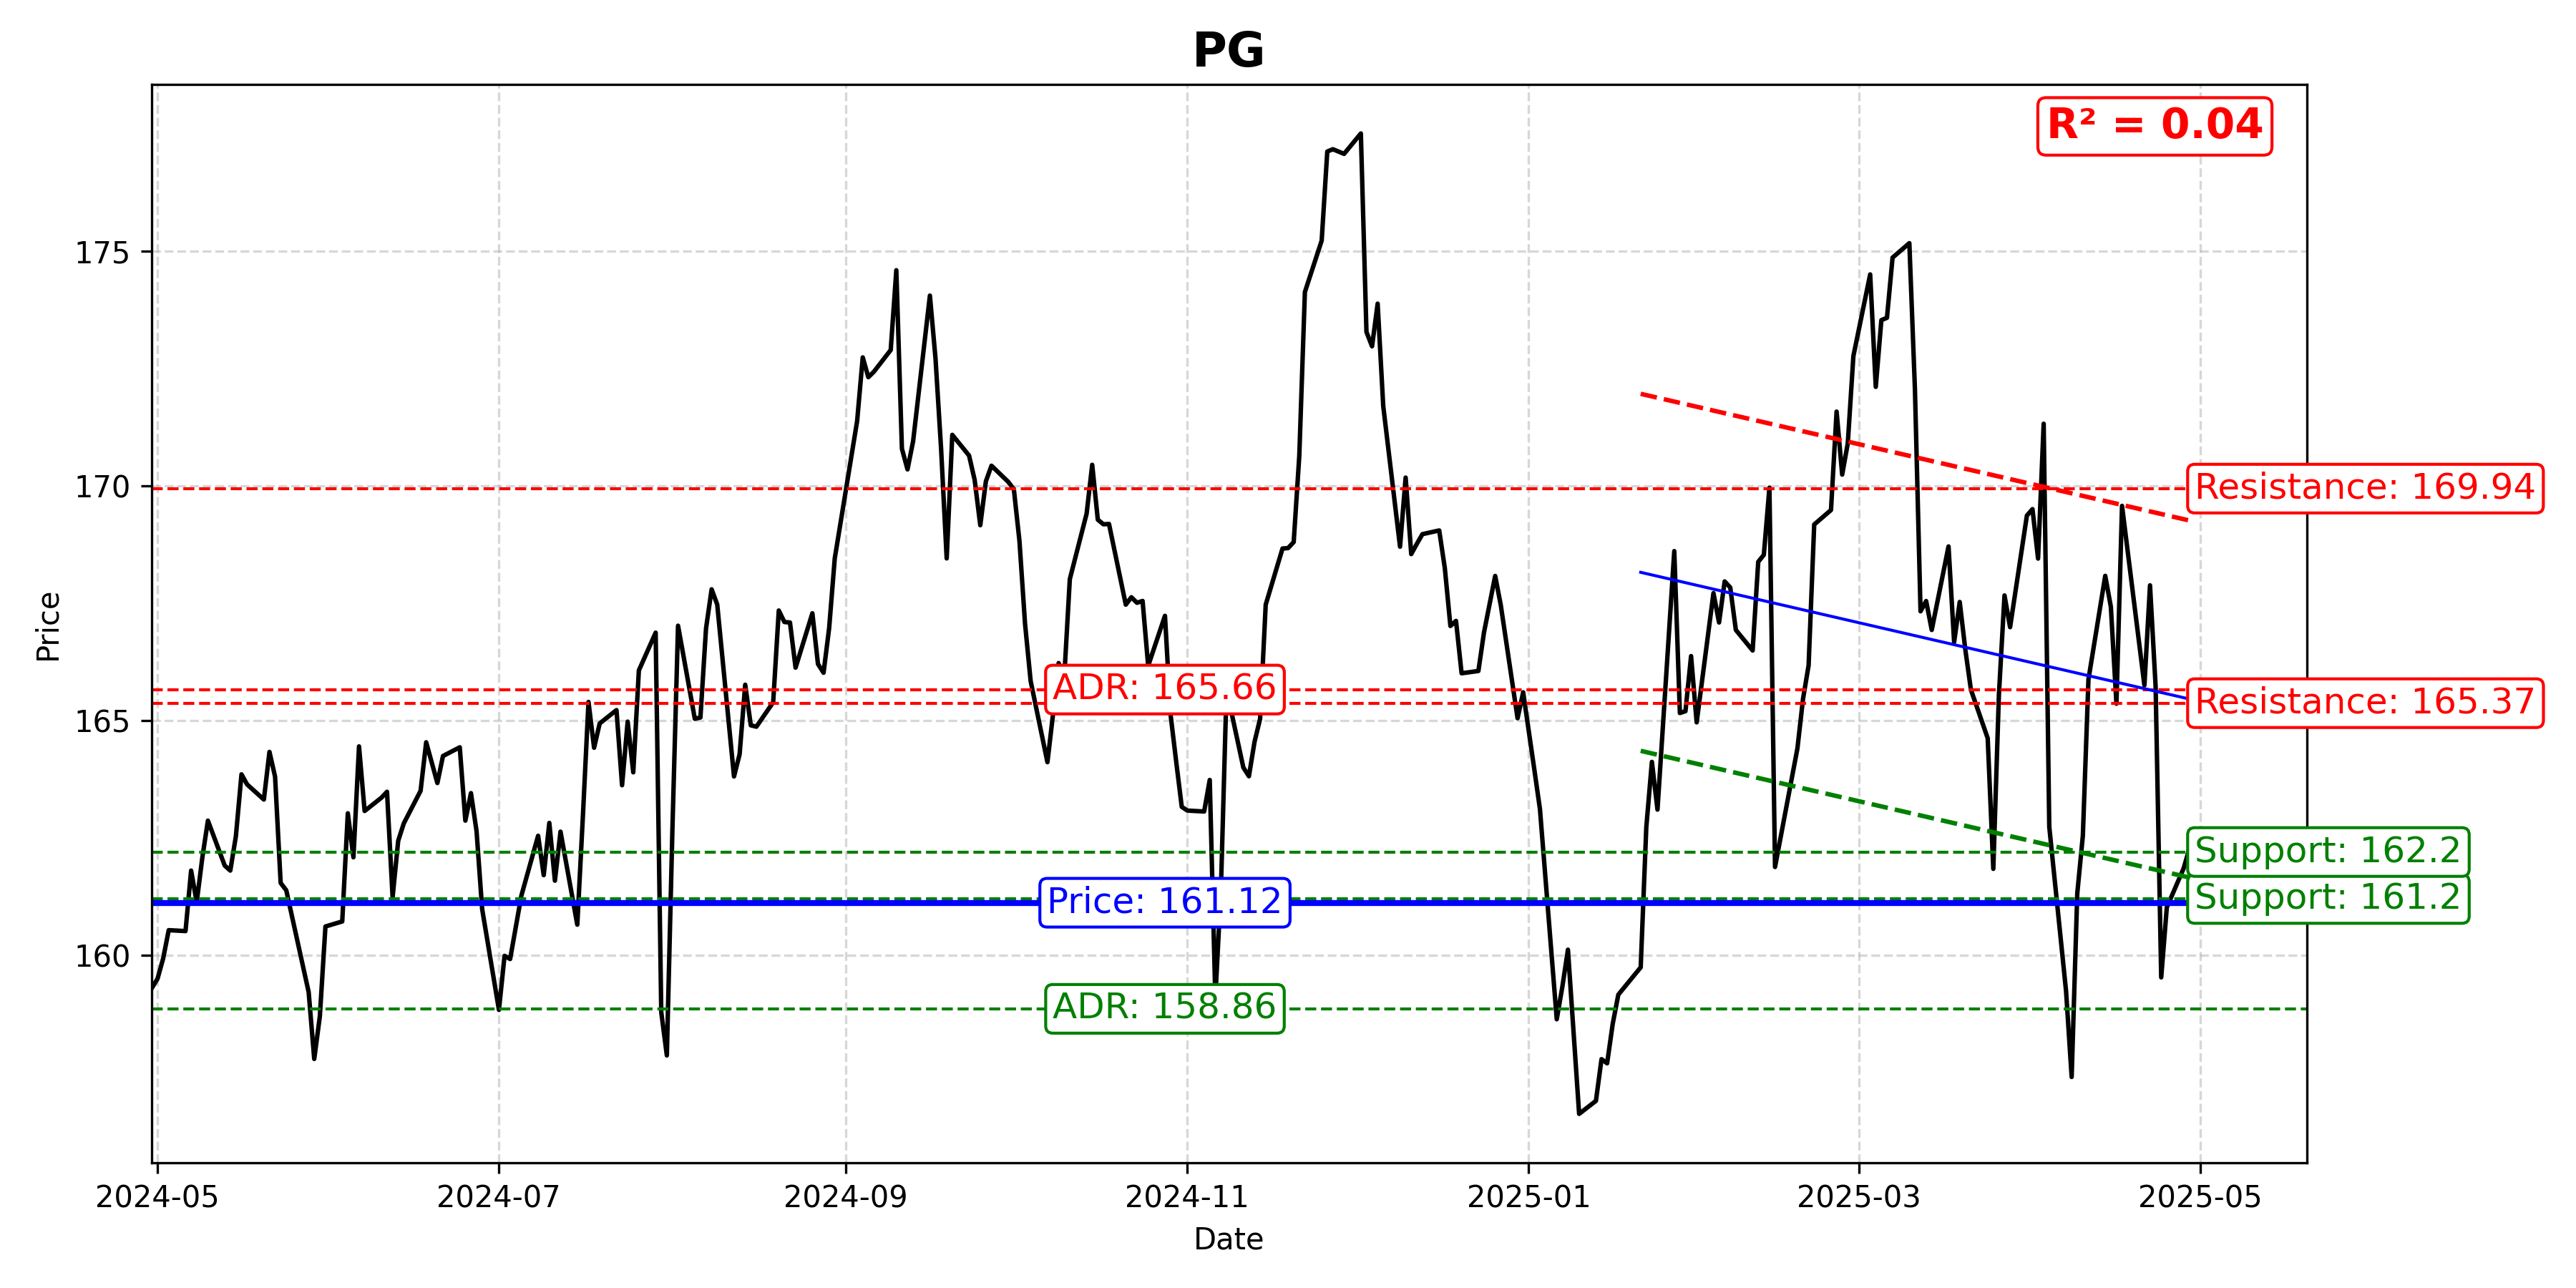 PG
R² = 0.04
175
170
165
160
Price
Resistance: 169.94
ADR: 165.66
Resistance: 165.37
Support: 162.2
Price: 161.12
Support: 161.2
ADR: 158.86
2024-05
2024-07
2024-09
2024-11
2025-01
2025-03
2025-05
Date